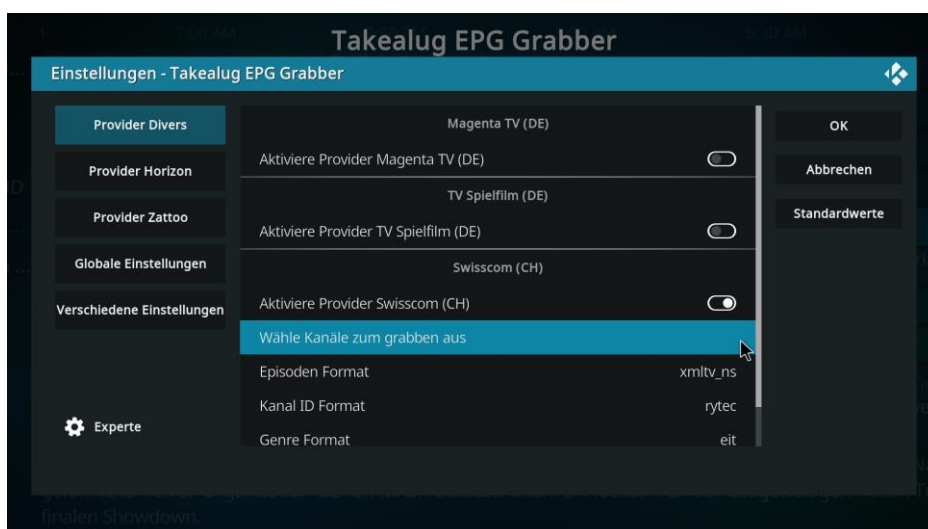 7:00 AM
Takealug EPG Grabber
Einstellungen - Takealug EPG Grabber
Provider Divers
Provider Horizon
Provider Zattoo
Globale Einstellungen
Verschiedene Einstellungen
Experte
Magenta TV (DE)
Aktiviere Provider Magenta TV (DE)
TV Spielfilm (DE)
Aktiviere Provider TV Spielfilm (DE)
Swisscom (CH)
Aktiviere Provider Swisscom (CH)
Wähle Kanäle zum grabben aus
Episoden Format xmltv_ns
Kanal ID Format rytec
Genre Format eit
OK
Abbrechen
Standardwerte
finalen Showdown.